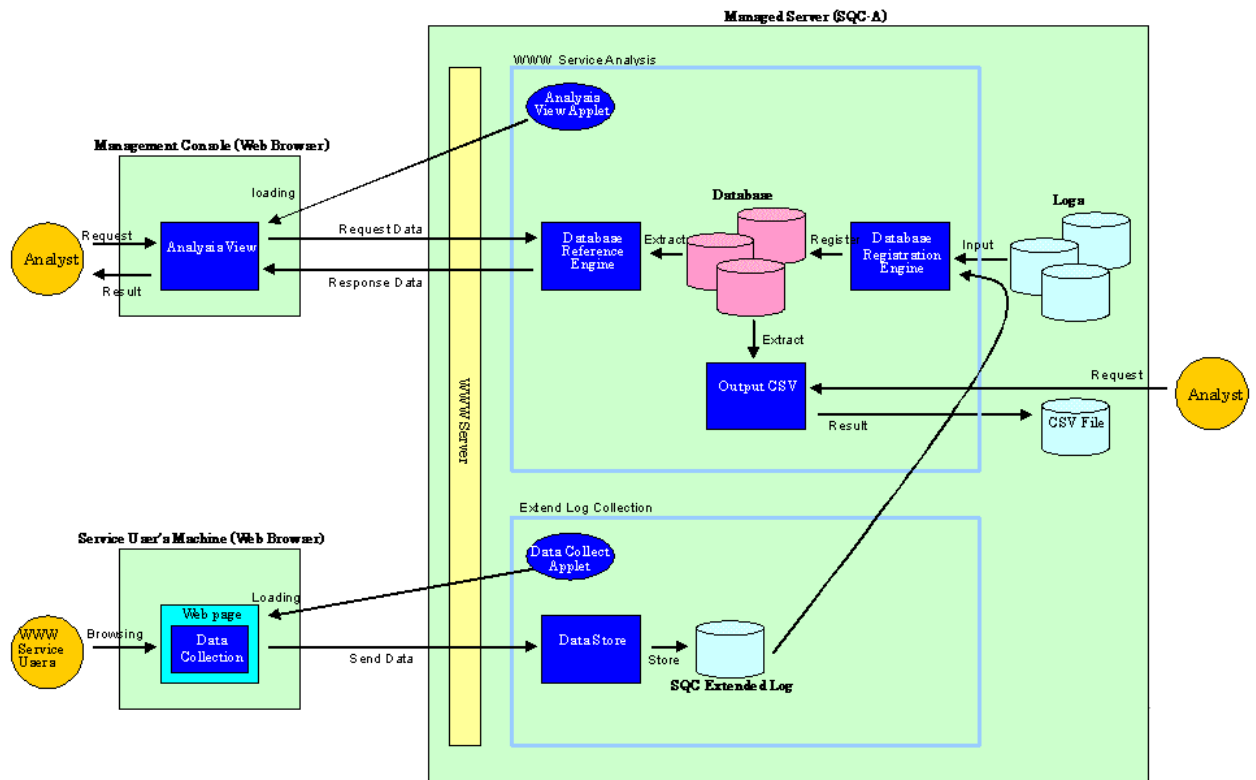 Managed Server (SQC-A)
WWW Service Analysis
Analysis
View Applet
Management Console (Web Browser)
loading
Database
Logs
Request
Analysis View
Request Data
Database
Reference
Engine
Extract
Register
Database
Registration
Engine
Input
Analyst
Result
Response Data
Extract
Output CSV
Request
Analyst
Result
CSV File
WWW Server
Extend Log Collection
Service User's Machine (Web Browser)
Data Collect
Applet
Loading
Web page
WWW
Service
Users
Browsing
Data
Collection
Send Data
Data Store
Store
SQC Extended Log